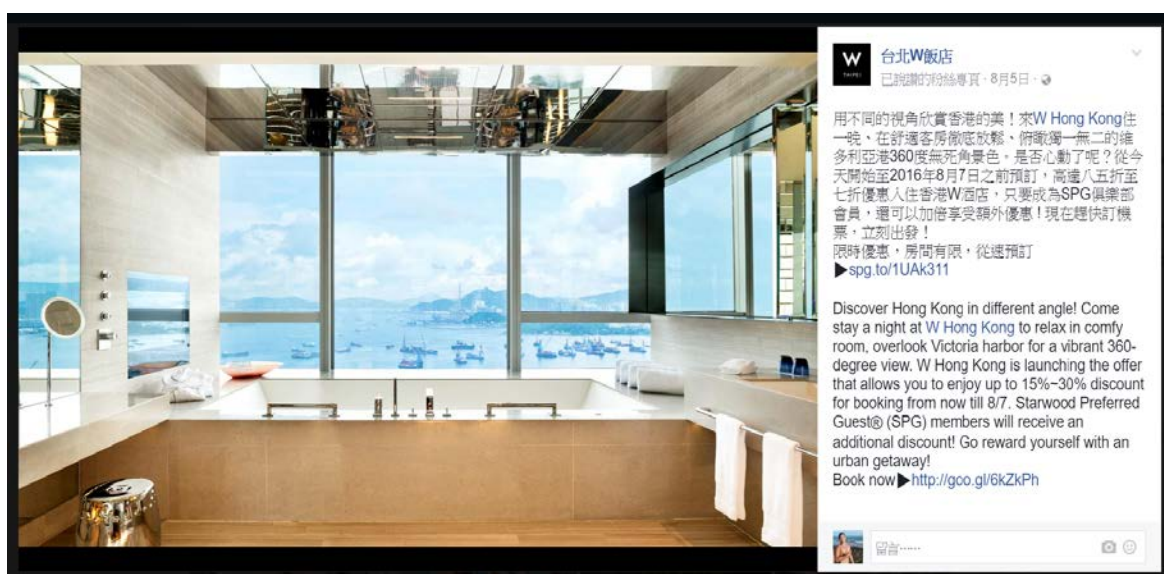 W
TAIPEI
台北W飯店
已說讚的粉絲專頁 · 8月5日 ·
用不同的視角欣賞香港的美！來W Hong Kong住
一晚、在舒適客房徹底放鬆、俯瞰獨一無二的維
多利亞港360度無死角景色，是否心動了呢？從今
天開始至2016年8月7日之前預訂，高達八五折至
七折優惠入住香港W酒店，只要成為SPG俱樂部
會員，還可以加倍享受額外優惠！現在趕快訂機
票，立刻出發！
限時優惠，房間有限，從速預訂
▶spg.to/1UAk311
Discover Hong Kong in different angle! Come
stay a night at W Hong Kong to relax in comfy
room, overlook Victoria harbor for a vibrant 360-
degree view. W Hong Kong is launching the offer
that allows you to enjoy up to 15%~30% discount
for booking from now till 8/7. Starwood Preferred
Guest® (SPG) members will receive an
additional discount! Go reward yourself with an
urban getaway!
Book now▶http://goo.gl/6kZkPh
留言......